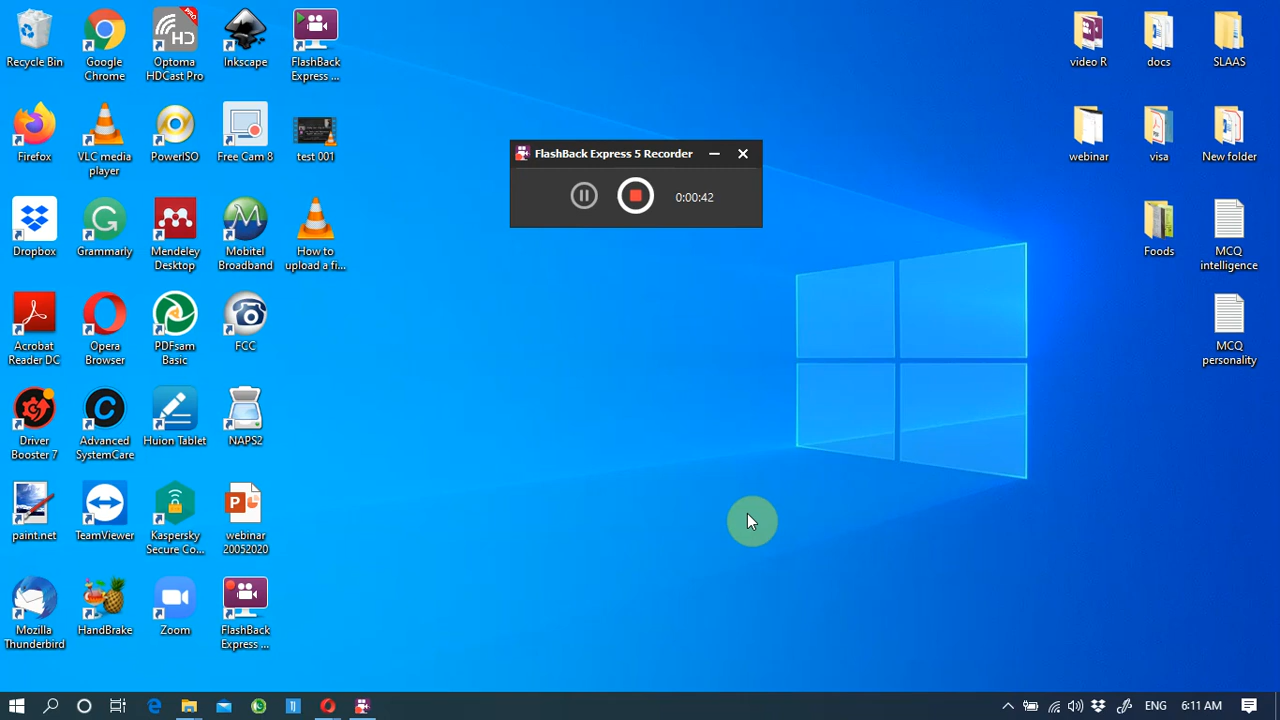 Recycle Bin
Google
Chrome
Optoma
HDCast Pro
PRO
HD
Inkscape
FlashBack
Express ...
video R
docs
SLAAS
Firefox
VLC media
player
PowerISO
Free Cam 8
test 001
webinar
visa
New folder
FlashBack Express 5 Recorder
0:00:42
Dropbox
Grammarly
Mendeley
Desktop
Mobitel
Broadband
How to
upload a fi...
Foods
MCQ
intelligence
Acrobat
Reader DC
Opera
Browser
PDFsam
Basic
FCC
MCQ
personality
Driver
Booster 7
Advanced
SystemCare
Huion Tablet
NAPS2
paint.net
TeamViewer
Kaspersky
Secure Co...
webinar
20052020
Mozilla
Thunderbird
HandBrake
Zoom
FlashBack
Express ...
ENG
6:11 AM